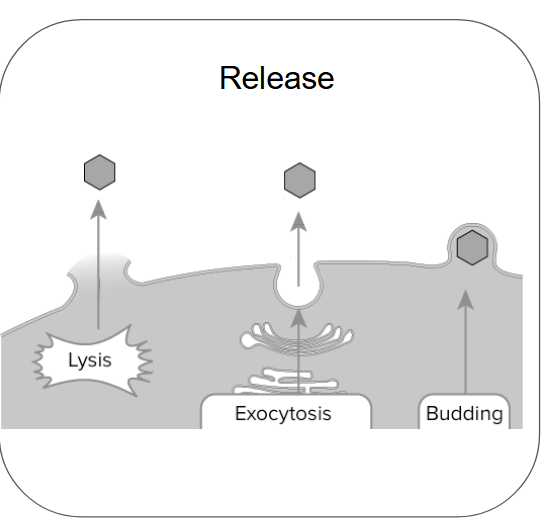 Release
Lysis
Exocytosis
Budding